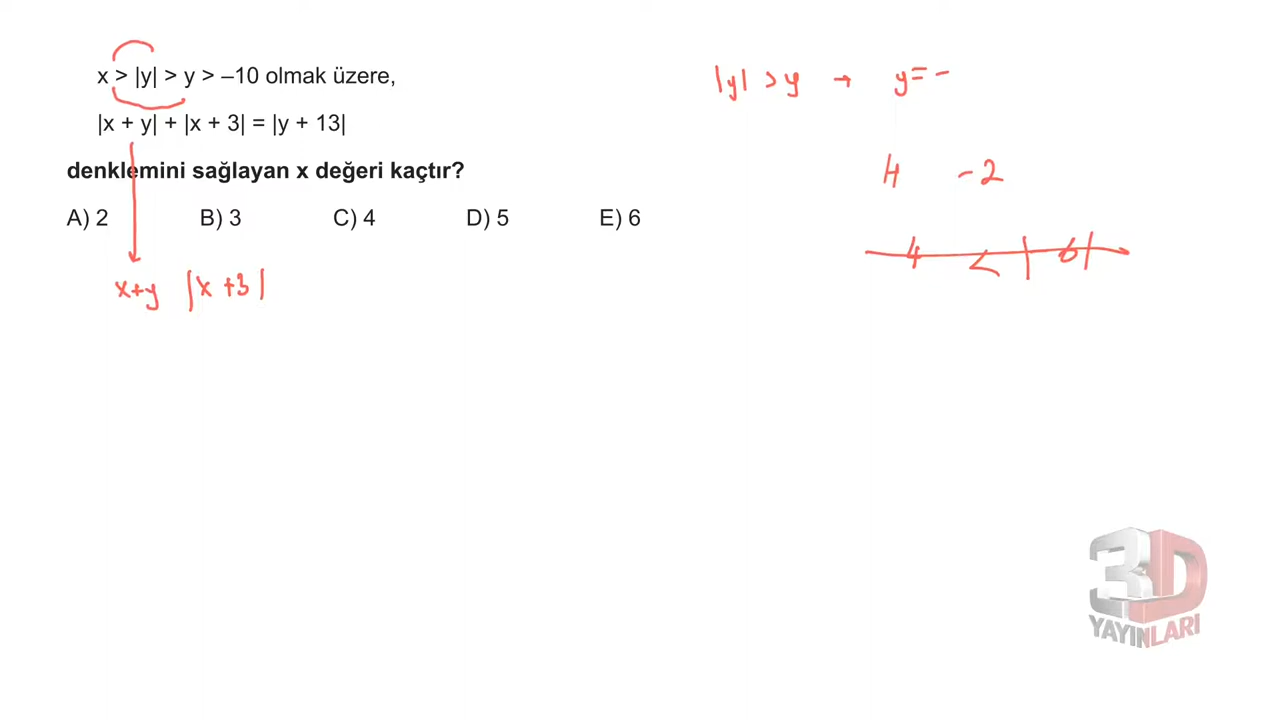 x > |y| > y > –10 olmak üzere,
|x + y| + |x + 3| = |y + 13|
denklemini sağlayan x değeri kaçtır?
A) 2 B) 3 C) 4 D) 5 E) 6
x+y |x+3|
|y| > y → y = -
4 -2
3D
YAYINLARI